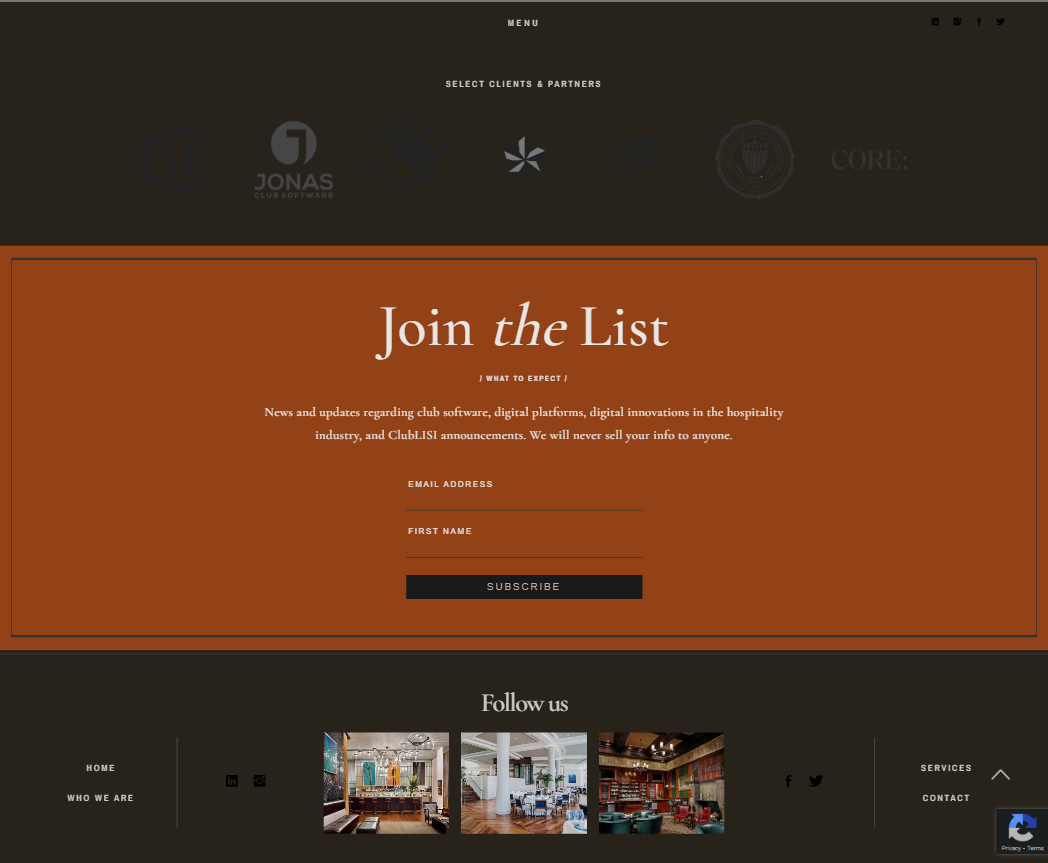 MENU
SELECT CLIENTS & PARTNERS
JONAS
CLUB SOFTWARE
CORE:
Join the List
/ WHAT TO EXPECT /
News and updates regarding club software, digital platforms, digital innovations in the hospitality
industry, and ClubLISI announcements. We will never sell your info to anyone.
EMAIL ADDRESS
FIRST NAME
SUBSCRIBE
Follow us
HOME
WHO WE ARE
SERVICES
CONTACT
Privacy - Terms